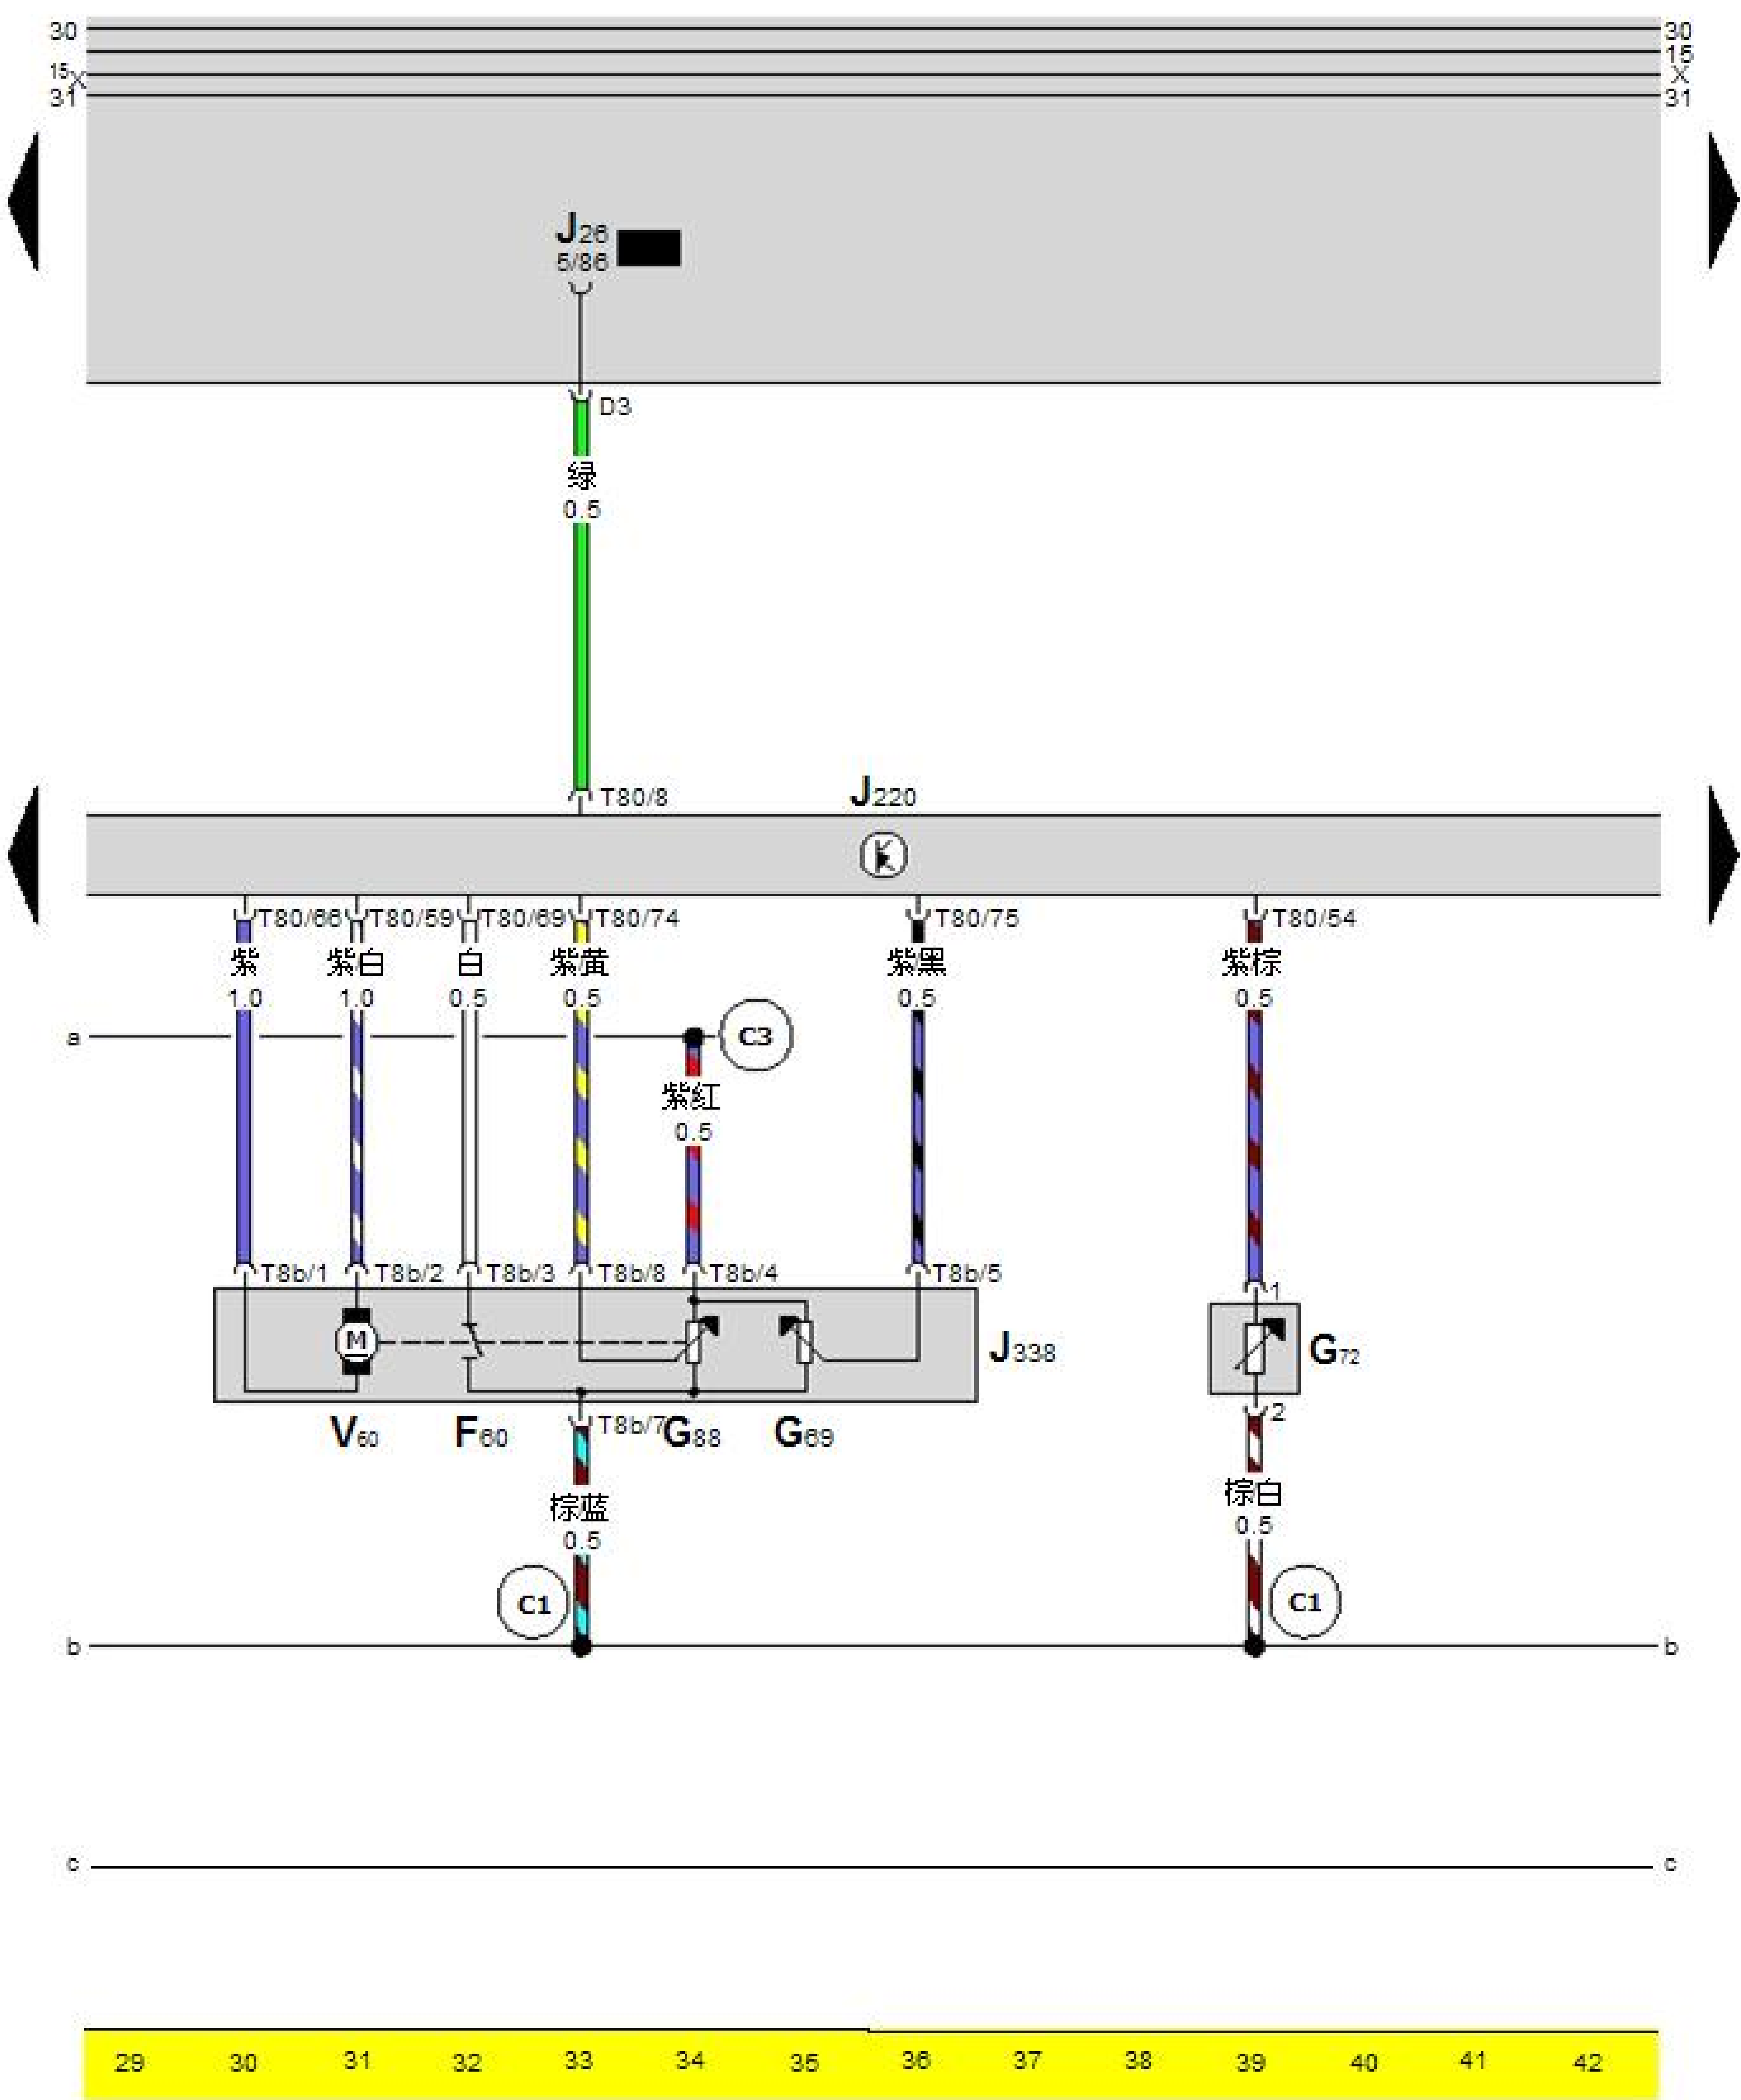 30 30
15 15
X X
31 31
J26
5/86
D3
绿
0.5
T80/8 J220
T80/66 T80/59 T80/69 T80/74 T80/75 T80/54
紫 紫白 白 紫黄 紫黑 紫棕
1.0 1.0 0.5 0.5 0.5 0.5
a C3
紫红
0.5
T8b/1 T8b/2 T8b/3 T8b/8 T8b/4 T8b/5 1
M J338 G72
V60 F60 T8b/7 G88 G69 2
棕蓝 棕白
0.5 0.5
C1 C1
b b
c c
29 30 31 32 33 34 35 36 37 38 39 40 41 42